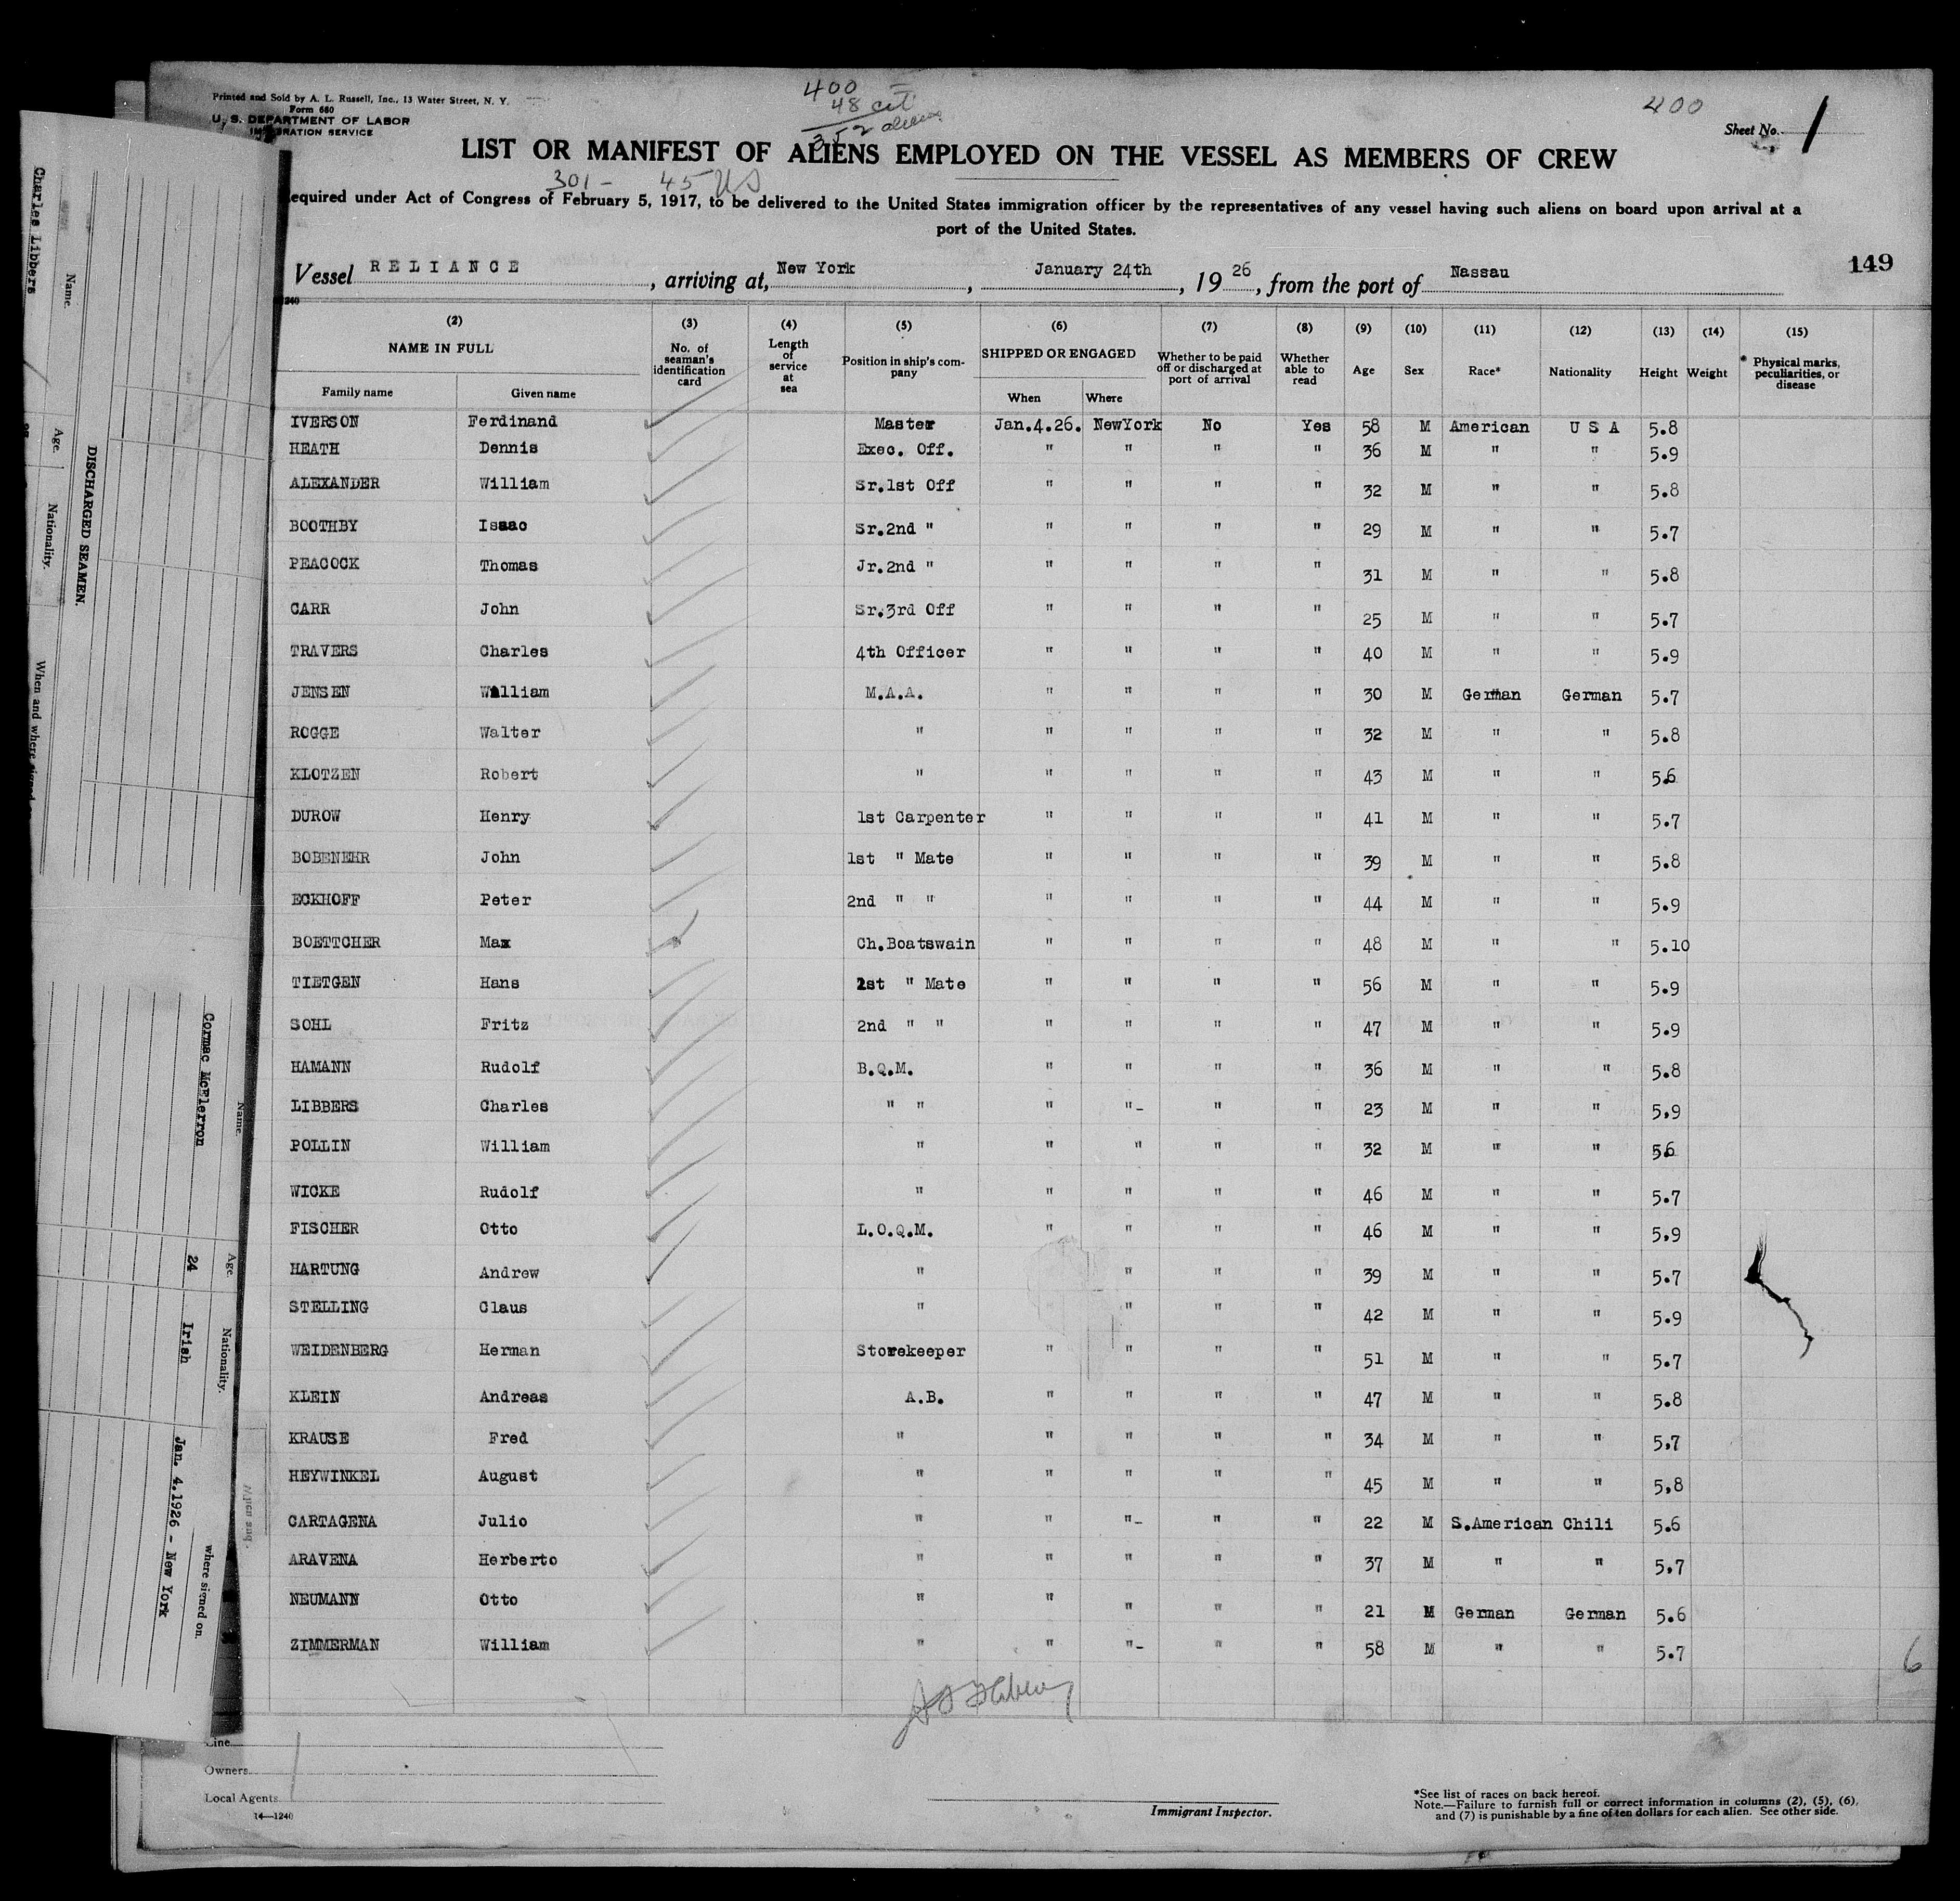 Printed and Sold by A. L. Russell, Inc., 13 Water Street, N. Y.
Form 680
U. S. DEPARTMENT OF LABOR
IMMIGRATION SERVICE
400
48 cit
352 aliens
400
Sheet No. 1
LIST OR MANIFEST OF ALIENS EMPLOYED ON THE VESSEL AS MEMBERS OF CREW
301 - 45 US
equired under Act of Congress of February 5, 1917, to be delivered to the United States immigration officer by the representatives of any vessel having such aliens on board upon arrival at a
port of the United States.
149
Vessel RELIANCE, arriving at, New York, January 24th, 1926, from the port of Nassau
1240
(2) (3) (4) (5) (6) (7) (8) (9) (10) (11) (12) (13) (14) (15)
NAME IN FULL No. of seaman's identification card Length of service at sea Position in ship's company SHIPPED OR ENGAGED Whether to be paid off or discharged at port of arrival Whether able to read Age Sex Race* Nationality Height Weight * Physical marks, peculiarities, or disease
Family name Given name When Where
IVERSON Ferdinand Master Jan.4.26. NewYork No Yes 58 M American U S A 5.8
HEATH Dennis Exec. Off. " " " " 36 M " " 5.9
ALEXANDER William Sr.1st Off " " " " 32 M " " 5.8
BOOTHBY Isaac Sr.2nd " " " " " 29 M " " 5.7
PEACOCK Thomas Jr.2nd " " " " " 31 M " " 5.8
CARR John Sr.3rd Off " " " " 25 M " " 5.7
TRAVERS Charles 4th Officer " " " " 40 M " " 5.9
JENSEN William M.A.A. " " " " 30 M German German 5.7
ROGGE Walter " " " " " 32 M " " 5.8
KLOTZEN Robert " " " " " 43 M " " 5.6
DUROW Henry 1st Carpenter " " " " 41 M " " 5.7
BOBENEHR John 1st " Mate " " " " 39 M " " 5.8
ECKHOFF Peter 2nd " " " " " " 44 M " " 5.9
BOETTCHER Max Ch.Boatswain " " " " 48 M " " 5.10
TIETGEN Hans 1st " Mate " " " " 56 M " " 5.9
SOHL Fritz 2nd " " " " " " 47 M " " 5.9
HAMANN Rudolf B.Q.M. " " " " 36 M " " 5.8
LIBBERS Charles " " " "- " " 23 M " " 5,9
POLLIN William " " " " " 32 M " " 5.6
WICKE Rudolf " " " " " 46 M " " 5.7
FISCHER Otto L.O.Q.M. " " " " 46 M " " 5,9
HARTUNG Andrew " " " " 39 M " " 5.7
STELLING Claus " " " " 42 M " " 5.9
WEIDENBERG Herman Storekeeper " " " " 51 M " " 5.7
KLEIN Andreas A.B. " " " " 47 M " " 5.8
KRAUSE Fred " " " " " 34 M " " 5,7
HEYWINKEL August " " " " " 45 M " " 5,8
CARTAGENA Julio " " "- " " 22 M S.American Chili 5.6
ARAVENA Herberto " " " " " 37 M " " 5,7
NEUMANN Otto " " " " " 21 M German German 5.6
ZIMMERMAN William " " "- " " 58 M " " 5.7
6
Line
Owners
Local Agents
14—1240
Immigrant Inspector.
*See list of races on back hereof.
Note.—Failure to furnish full or correct information in columns (2), (5), (6),
and (7) is punishable by a fine of ten dollars for each alien. See other side.
DISCHARGED SEAMEN.
Name. Age. Nationality. When and where signed
Charles Libbers
Name. Age. Nationality. where signed on.
Cormac McElerron 24 Irish Jan. 4.1926 - New York